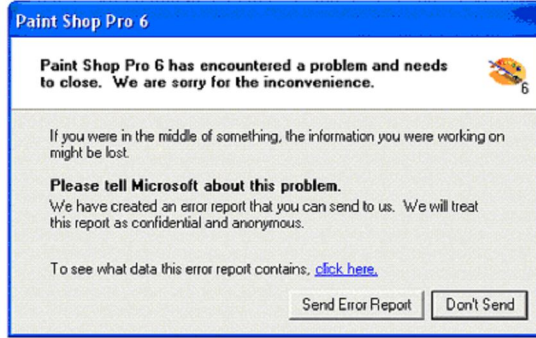 Paint Shop Pro 6
Paint Shop Pro 6 has encountered a problem and needs
to close. We are sorry for the inconvenience.
6
If you were in the middle of something, the information you were working on
might be lost.
Please tell Microsoft about this problem.
We have created an error report that you can send to us. We will treat
this report as confidential and anonymous.
To see what data this error report contains, click here.
Send Error Report Don't Send